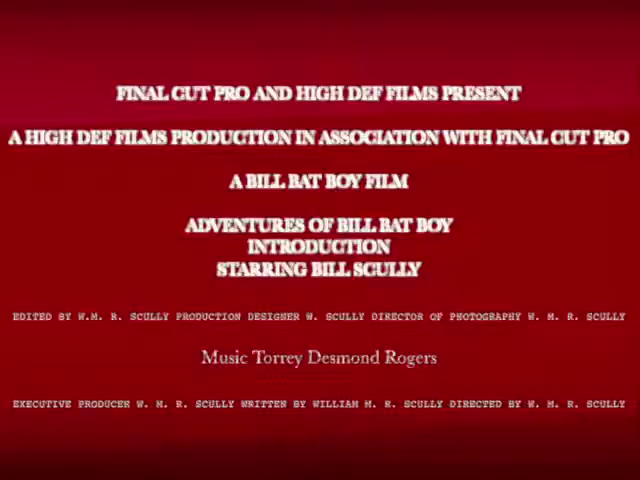 FINAL CUT PRO AND HIGH DEF FILMS PRESENT
A HIGH DEF FILMS PRODUCTION IN ASSOCIATION WITH FINAL CUT PRO
A BILL BAT BOY FILM
ADVENTURES OF BILL BAT BOY
INTRODUCTION
STARRING BILL SCULLY
EDITED BY W.M. R. SCULLY PRODUCTION DESIGNER W. SCULLY DIRECTOR OF PHOTOGRAPHY W. M. R. SCULLY
Music Torrey Desmond Rogers
EXECUTIVE PRODUCER W. M. R. SCULLY WRITTEN BY WILLIAM M. R. SCULLY DIRECTED BY W. M. R. SCULLY